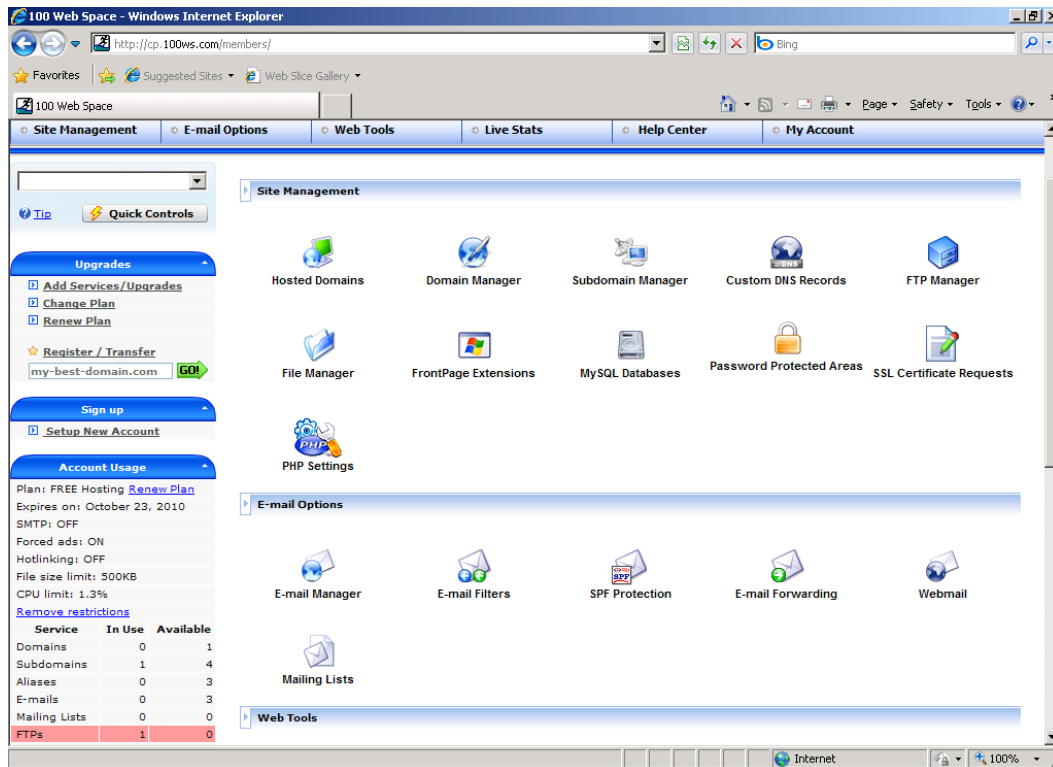 100 Web Space - Windows Internet Explorer
http://cp.100ws.com/members/
Bing
Favorites Suggested Sites Web Slice Gallery
100 Web Space
Page Safety Tools
Site Management E-mail Options Web Tools Live Stats Help Center My Account
Tip Quick Controls
Upgrades
Add Services/Upgrades
Change Plan
Renew Plan
Register / Transfer
my-best-domain.com GO!
Sign up
Setup New Account
Account Usage
Plan: FREE Hosting Renew Plan
Expires on: October 23, 2010
SMTP: OFF
Forced ads: ON
Hotlinking: OFF
File size limit: 500KB
CPU limit: 1.3%
Remove restrictions
Service In Use Available
Domains 0 1
Subdomains 1 4
Aliases 0 3
E-mails 0 3
Mailing Lists 0 0
FTPs 1 0
Site Management
DNS
Hosted Domains Domain Manager Subdomain Manager Custom DNS Records FTP Manager
File Manager FrontPage Extensions MySQL Databases Password Protected Areas SSL Certificate Requests
PHP
PHP Settings
E-mail Options
SPF
E-mail Manager E-mail Filters SPF Protection E-mail Forwarding Webmail
Mailing Lists
Web Tools
Internet 100%